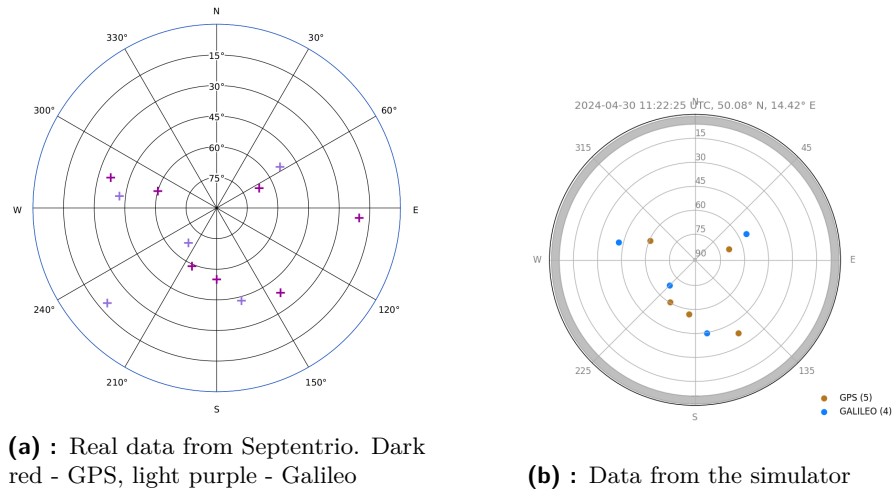 N
330°
30°
15°
30°
300°
60°
45°
60°
75°
W
E
240°
120°
210°
150°
S
2024-04-30 11:22:25 UTC, 50.08° N, 14.42° E
N
15
315
45
30
45
60
75
90
W
E
225
135
S
GPS (5)
GALILEO (4)
(a) : Real data from Septentrio. Dark
red - GPS, light purple - Galileo
(b) : Data from the simulator